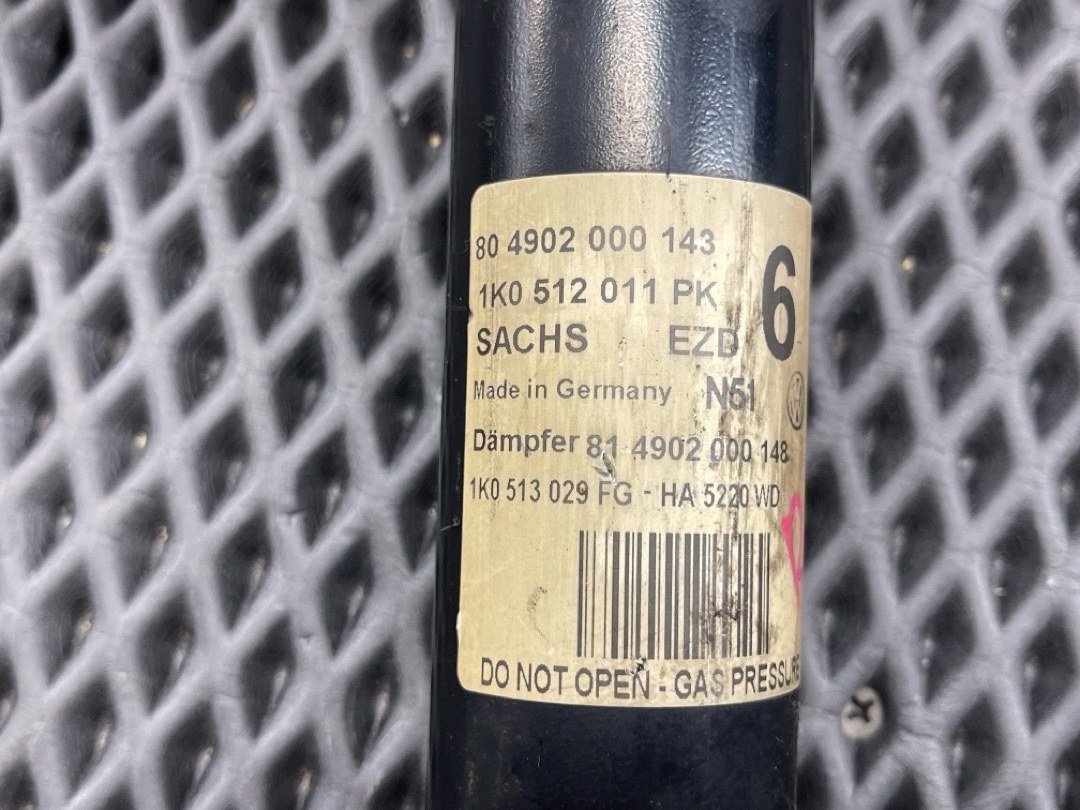 80 4902 000 143
1K0 512 011 PK 6
SACHS EZD
Made in Germany N51
Dämpfer 81 4902 000 148
1K0 513 029 FG - HA 5220 WD
DO NOT OPEN - GAS PRESSURE